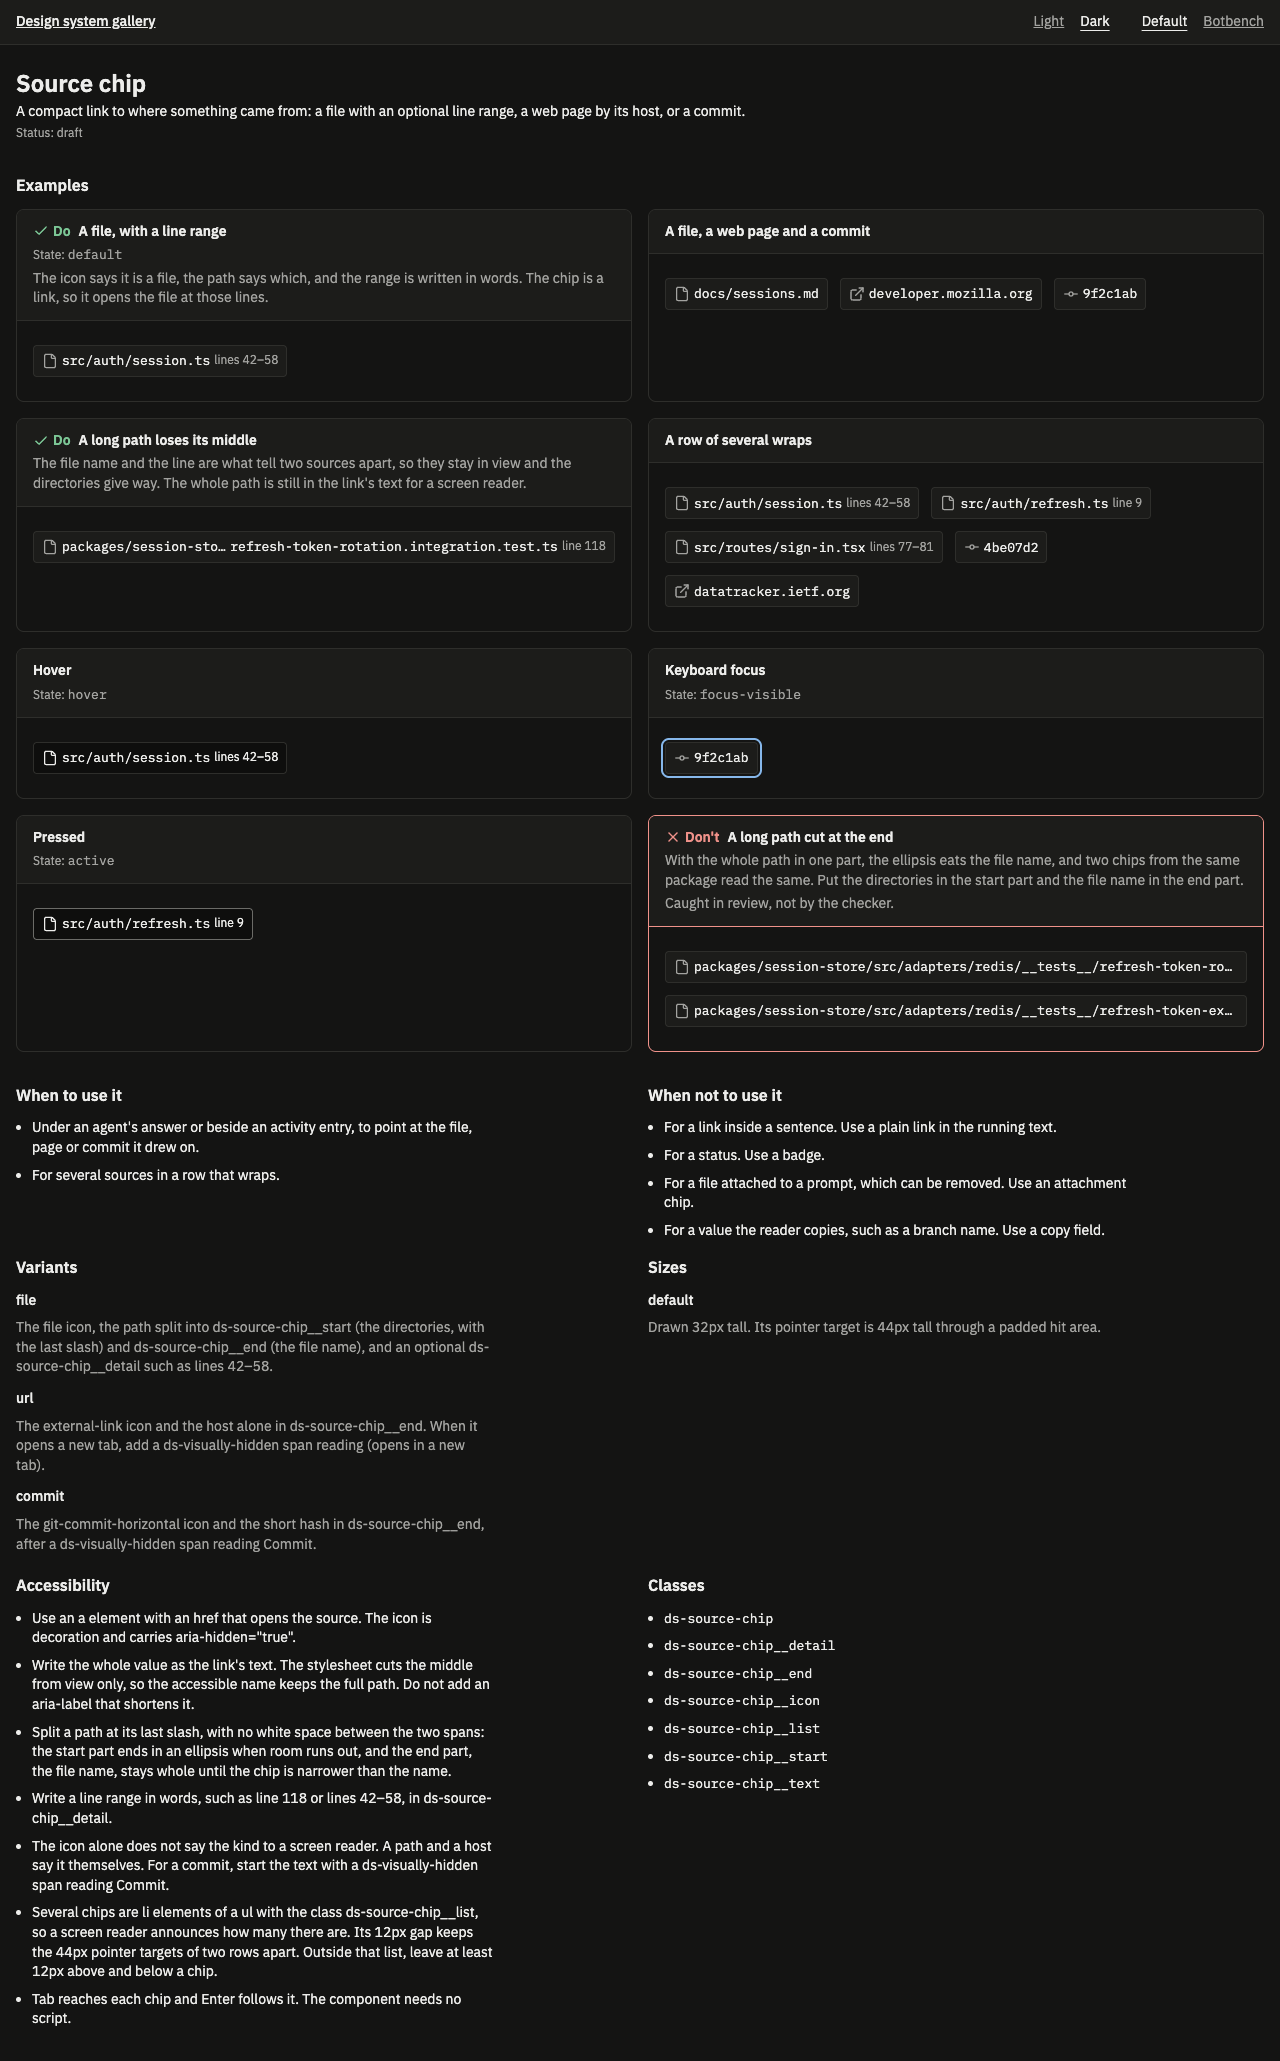 Design system gallery
Light Dark Default Botbench
Source chip
A compact link to where something came from: a file with an optional line range, a web page by its host, or a commit.
Status: draft
Examples
Do A file, with a line range
State: default
The icon says it is a file, the path says which, and the range is written in words. The chip is a
link, so it opens the file at those lines.
src/auth/session.ts lines 42–58
A file, a web page and a commit
docs/sessions.md developer.mozilla.org 9f2c1ab
Do A long path loses its middle
The file name and the line are what tell two sources apart, so they stay in view and the
directories give way. The whole path is still in the link's text for a screen reader.
packages/session-sto… refresh-token-rotation.integration.test.ts line 118
A row of several wraps
src/auth/session.ts lines 42–58 src/auth/refresh.ts line 9
src/routes/sign-in.tsx lines 77–81 4be07d2
datatracker.ietf.org
Hover
State: hover
src/auth/session.ts lines 42–58
Keyboard focus
State: focus-visible
9f2c1ab
Pressed
State: active
src/auth/refresh.ts line 9
Don't A long path cut at the end
With the whole path in one part, the ellipsis eats the file name, and two chips from the same
package read the same. Put the directories in the start part and the file name in the end part.
Caught in review, not by the checker.
packages/session-store/src/adapters/redis/__tests__/refresh-token-ro…
packages/session-store/src/adapters/redis/__tests__/refresh-token-ex…
When to use it
Under an agent's answer or beside an activity entry, to point at the file,
page or commit it drew on.
For several sources in a row that wraps.
When not to use it
For a link inside a sentence. Use a plain link in the running text.
For a status. Use a badge.
For a file attached to a prompt, which can be removed. Use an attachment
chip.
For a value the reader copies, such as a branch name. Use a copy field.
Variants
file
The file icon, the path split into ds-source-chip__start (the directories, with
the last slash) and ds-source-chip__end (the file name), and an optional ds-
source-chip__detail such as lines 42–58.
url
The external-link icon and the host alone in ds-source-chip__end. When it
opens a new tab, add a ds-visually-hidden span reading (opens in a new
tab).
commit
The git-commit-horizontal icon and the short hash in ds-source-chip__end,
after a ds-visually-hidden span reading Commit.
Sizes
default
Drawn 32px tall. Its pointer target is 44px tall through a padded hit area.
Accessibility
Use an a element with an href that opens the source. The icon is
decoration and carries aria-hidden="true".
Write the whole value as the link's text. The stylesheet cuts the middle
from view only, so the accessible name keeps the full path. Do not add an
aria-label that shortens it.
Split a path at its last slash, with no white space between the two spans:
the start part ends in an ellipsis when room runs out, and the end part,
the file name, stays whole until the chip is narrower than the name.
Write a line range in words, such as line 118 or lines 42–58, in ds-source-
chip__detail.
The icon alone does not say the kind to a screen reader. A path and a host
say it themselves. For a commit, start the text with a ds-visually-hidden
span reading Commit.
Several chips are li elements of a ul with the class ds-source-chip__list,
so a screen reader announces how many there are. Its 12px gap keeps
the 44px pointer targets of two rows apart. Outside that list, leave at least
12px above and below a chip.
Tab reaches each chip and Enter follows it. The component needs no
script.
Classes
ds-source-chip
ds-source-chip__detail
ds-source-chip__end
ds-source-chip__icon
ds-source-chip__list
ds-source-chip__start
ds-source-chip__text